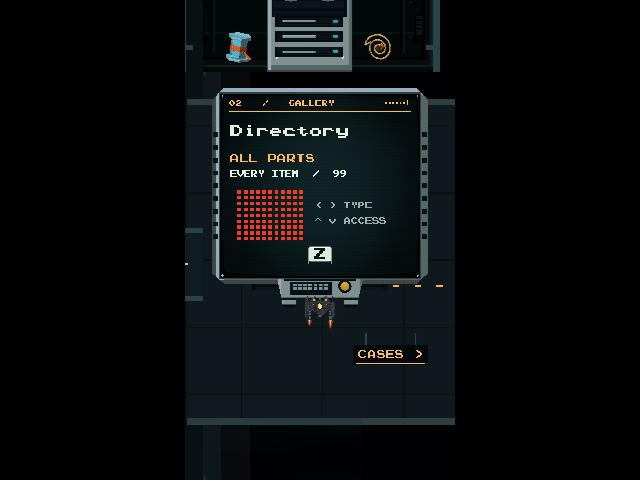 02 / GALLERY
Directory
ALL PARTS
EVERY ITEM / 99
< > TYPE
^ v ACCESS
Z
CASES >